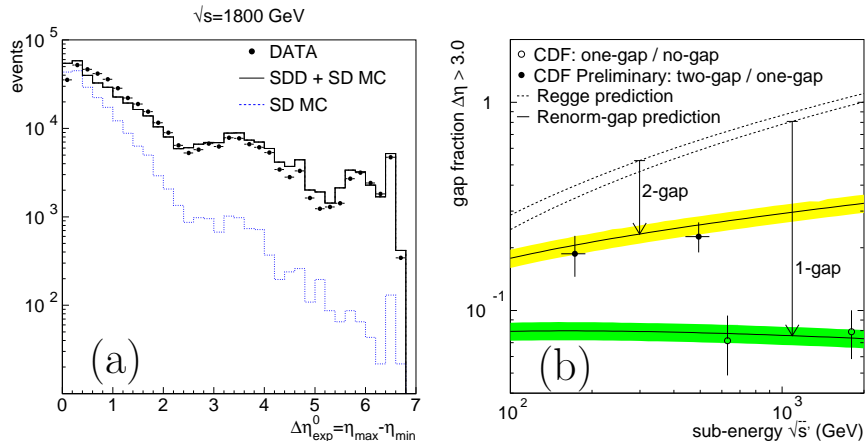 √s=1800 GeV
events
10^5
10^4
10^3
10^2
10
DATA
SDD + SD MC
SD MC
(a)
0 1 2 3 4 5 6 7
Δη^0_exp=η_max-η_min
gap fraction Δη > 3.0
CDF: one-gap / no-gap
CDF Preliminary: two-gap / one-gap
Regge prediction
Renorm-gap prediction
1
2-gap
1-gap
10^-1
(b)
10^2 10^3
sub-energy √s' (GeV)